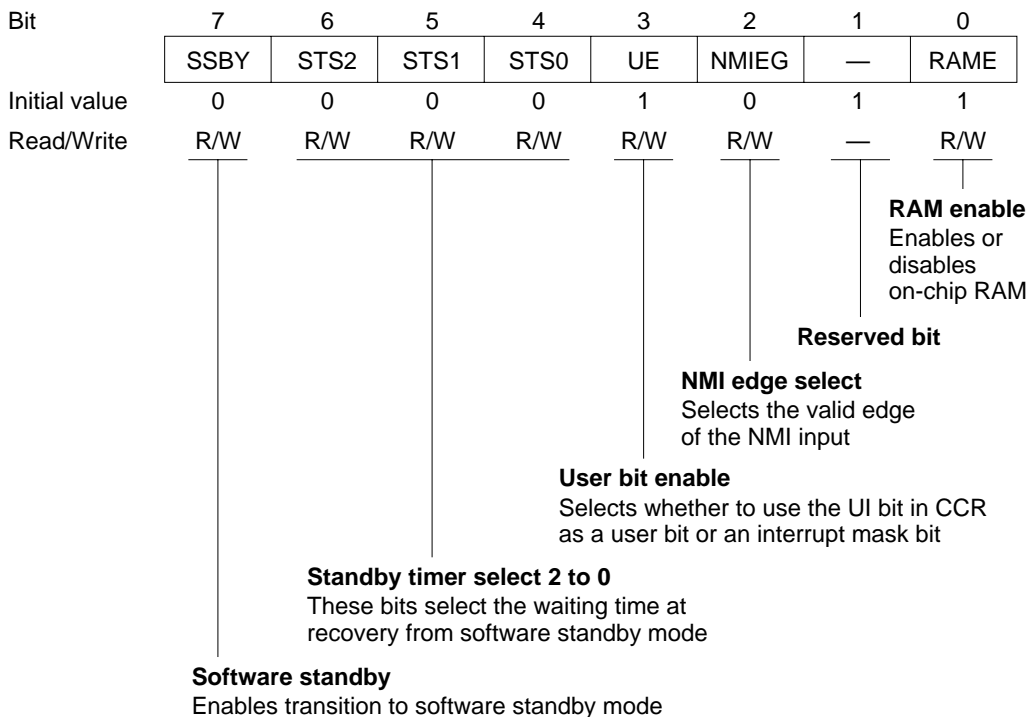 Bit 7 6 5 4 3 2 1 0
SSBY STS2 STS1 STS0 UE NMIEG — RAME
Initial value 0 0 0 0 1 0 1 1
Read/Write R/W R/W R/W R/W R/W R/W — R/W
RAM enable
Enables or
disables
on-chip RAM
Reserved bit
NMI edge select
Selects the valid edge
of the NMI input
User bit enable
Selects whether to use the UI bit in CCR
as a user bit or an interrupt mask bit
Standby timer select 2 to 0
These bits select the waiting time at
recovery from software standby mode
Software standby
Enables transition to software standby mode